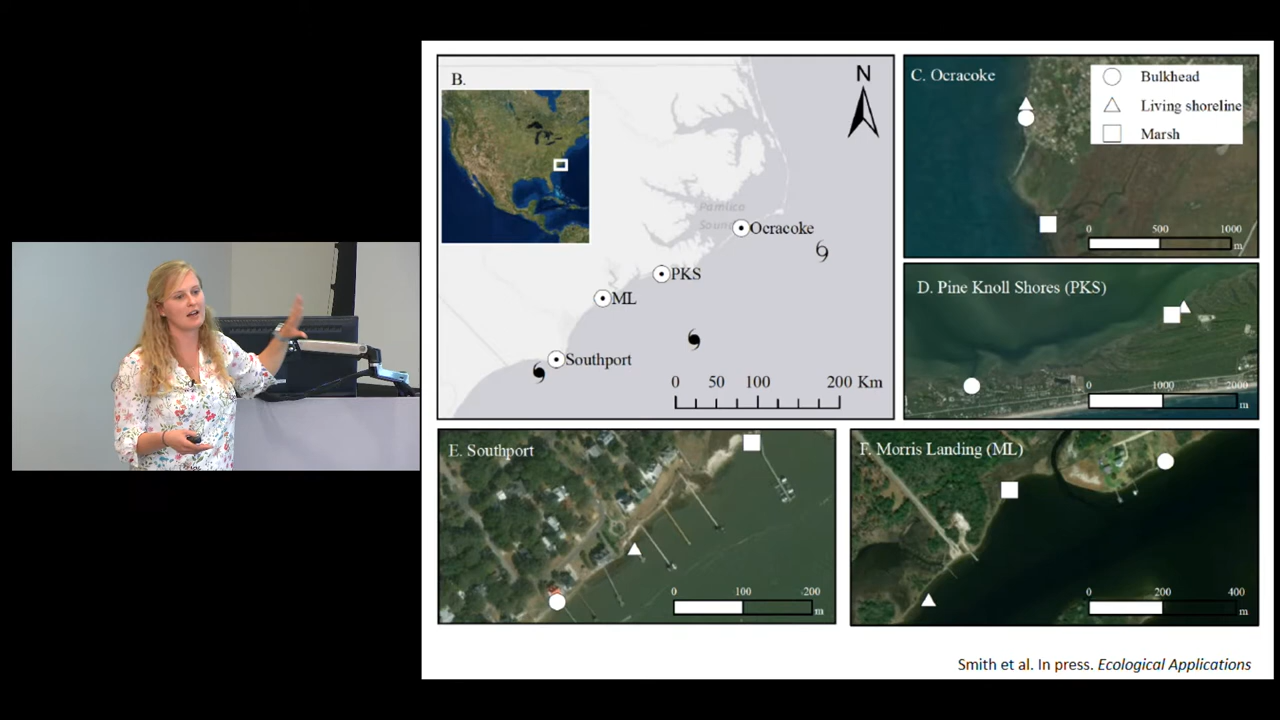 B.
N
Pamlica
Sound
Ocracoke
PKS
ML
Southport
0 50 100 200 Km
C. Ocracoke
Bulkhead
Living shoreline
Marsh
0 500 1000
m
D. Pine Knoll Shores (PKS)
0 1000 2000
m
E. Southport
0 100 200
m
F. Morris Landing (ML)
0 200 400
m
Smith et al. In press. Ecological Applications